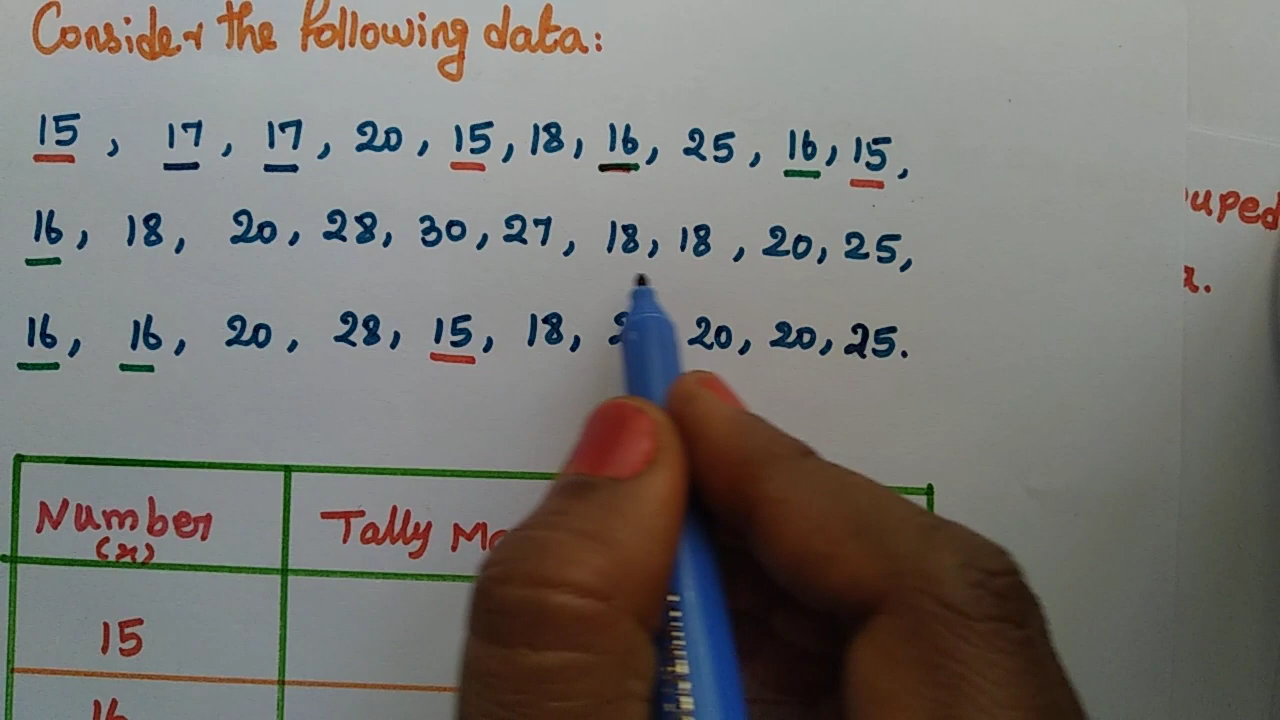 Consider the following data:
15, 17, 17, 20, 15, 18, 16, 25, 16, 15,
16, 18, 20, 28, 30, 27, 18, 18, 20, 25,
16, 16, 20, 28, 15, 18, 20, 20, 25.
Number Tally
(x)
15
16